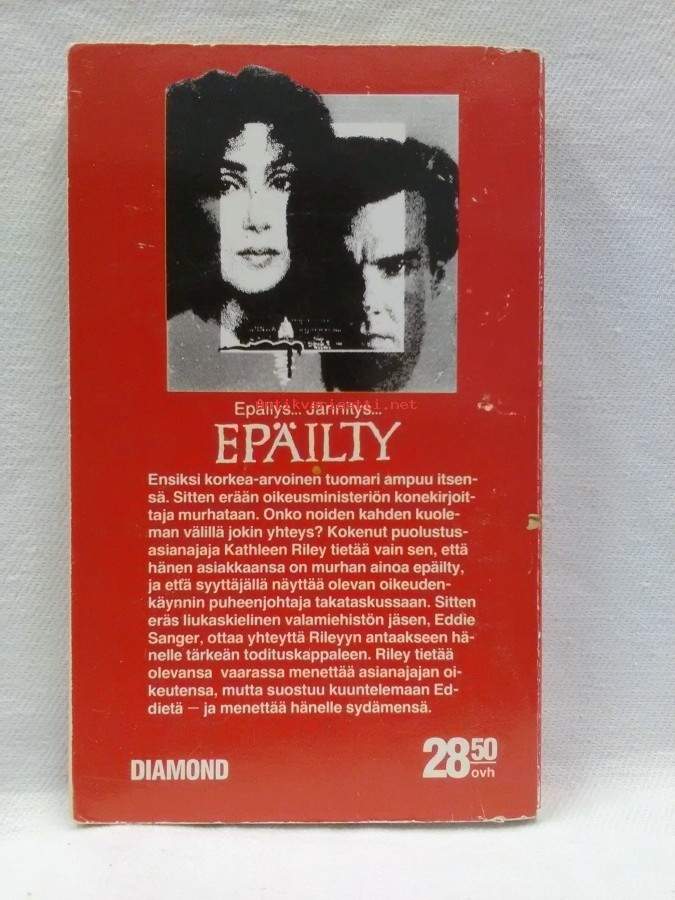 Epäilys... Jännitys...
antikvariaatti.net
EPÄILTY
Ensiksi korkea-arvoinen tuomari ampuu itsen-
sä. Sitten erään oikeusministeriön konekirjoit-
taja murhataan. Onko noiden kahden kuole-
man välillä jokin yhteys? Kokenut puolustus-
asianajaja Kathleen Riley tietää vain sen, että
hänen asiakkaansa on murhan ainoa epäilty,
ja että syyttäjällä näyttää olevan oikeuden-
käynnin puheenjohtaja takataskussaan. Sitten
eräs liukaskielinen valamiehistön jäsen, Eddie
Sanger, ottaa yhteyttä Rileyyn antaakseen hä-
nelle tärkeän todituskappaleen. Riley tietää
olevansa vaarassa menettää asianajajan oi-
keutensa, mutta suostuu kuuntelemaan Ed-
dietä — ja menettää hänelle sydämensä.
DIAMOND
28 50
ovh